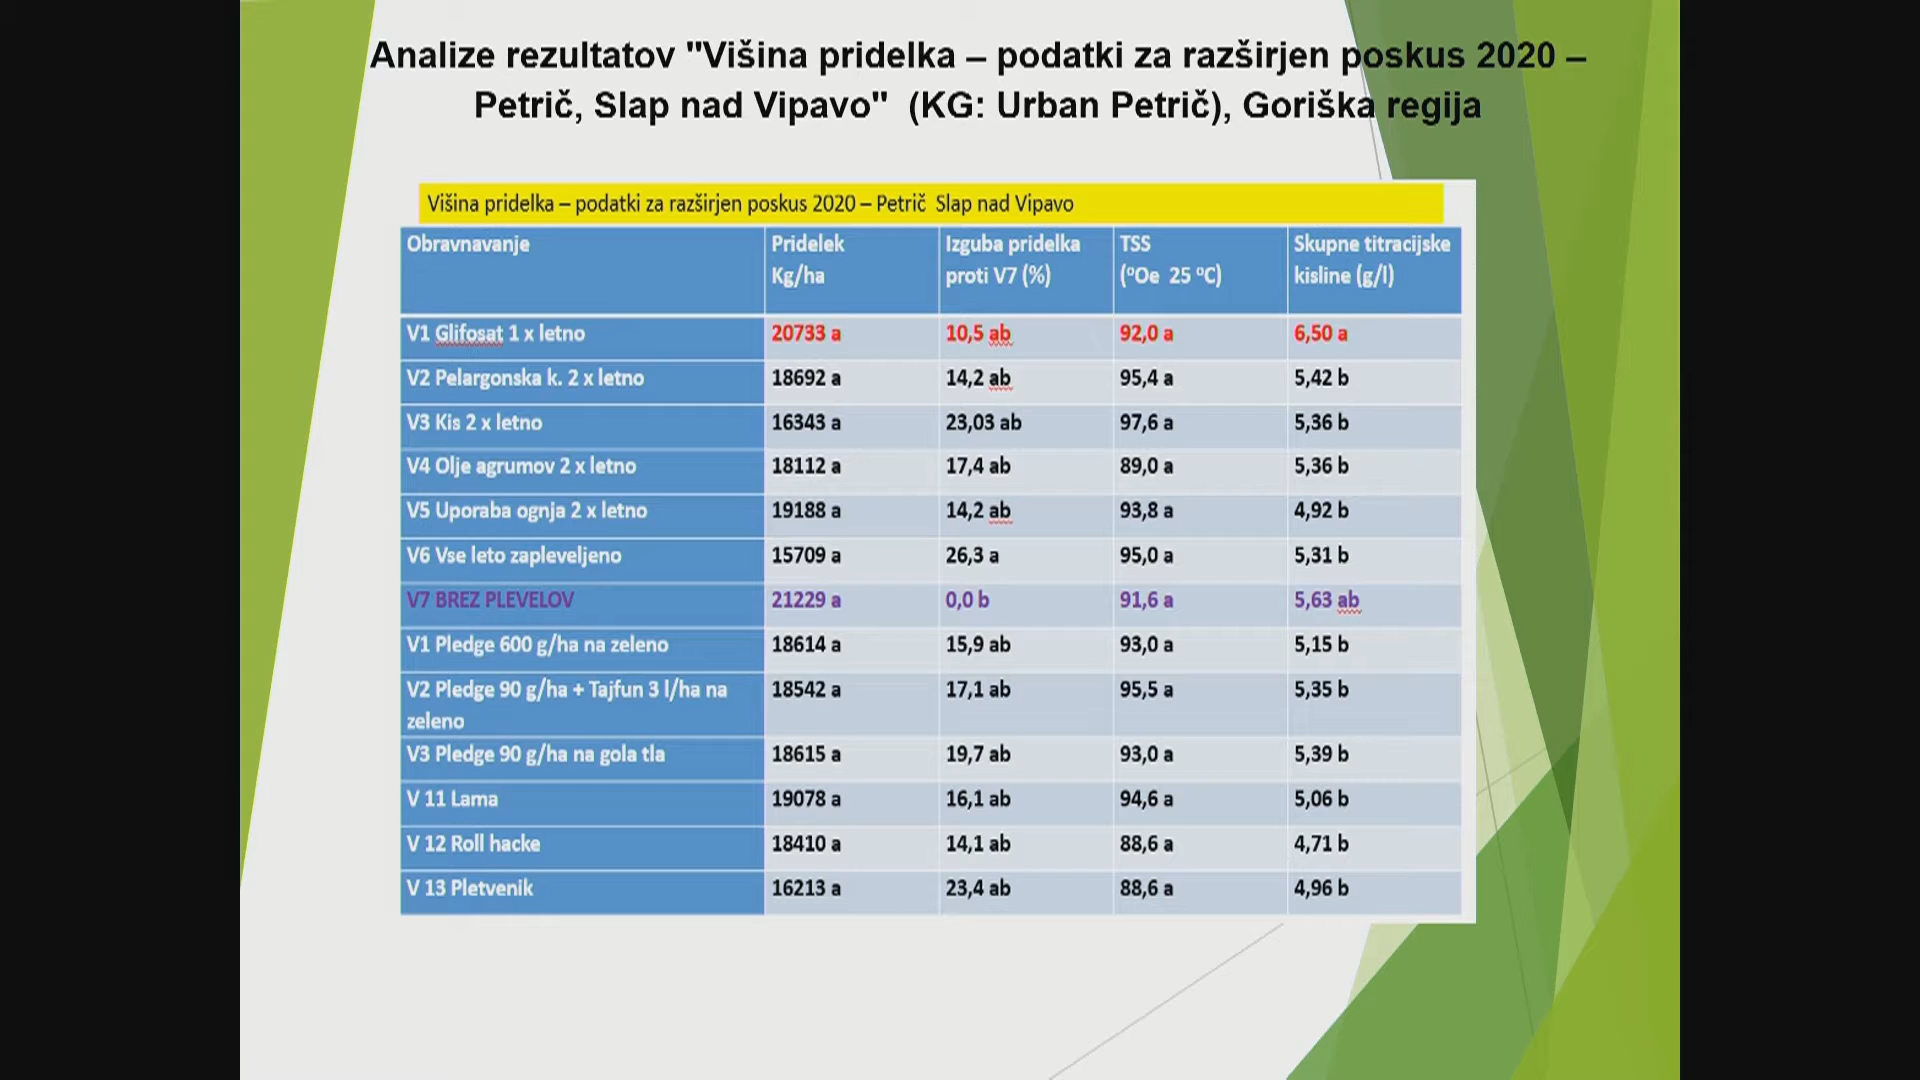 Analize rezultatov "Višina pridelka – podatki za razširjen poskus 2020 –
Petrič, Slap nad Vipavo" (KG: Urban Petrič), Goriška regija
Višina pridelka – podatki za razširjen poskus 2020 – Petrič Slap nad Vipavo
Obravnavanje Pridelek Kg/ha Izguba pridelka proti V7 (%) TSS (ºOe 25 ºC) Skupne titracijske kisline (g/l)
V1 Glifosat 1 x letno 20733 a 10,5 ab 92,0 a 6,50 a
V2 Pelargonska k. 2 x letno 18692 a 14,2 ab 95,4 a 5,42 b
V3 Kis 2 x letno 16343 a 23,03 ab 97,6 a 5,36 b
V4 Olje agrumov 2 x letno 18112 a 17,4 ab 89,0 a 5,36 b
V5 Uporaba ognja 2 x letno 19188 a 14,2 ab 93,8 a 4,92 b
V6 Vse leto zapleveljeno 15709 a 26,3 a 95,0 a 5,31 b
V7 BREZ PLEVELOV 21229 a 0,0 b 91,6 a 5,63 ab
V1 Pledge 600 g/ha na zeleno 18614 a 15,9 ab 93,0 a 5,15 b
V2 Pledge 90 g/ha + Tajfun 3 l/ha na zeleno 18542 a 17,1 ab 95,5 a 5,35 b
V3 Pledge 90 g/ha na gola tla 18615 a 19,7 ab 93,0 a 5,39 b
V 11 Lama 19078 a 16,1 ab 94,6 a 5,06 b
V 12 Roll hacke 18410 a 14,1 ab 88,6 a 4,71 b
V 13 Pletvenik 16213 a 23,4 ab 88,6 a 4,96 b